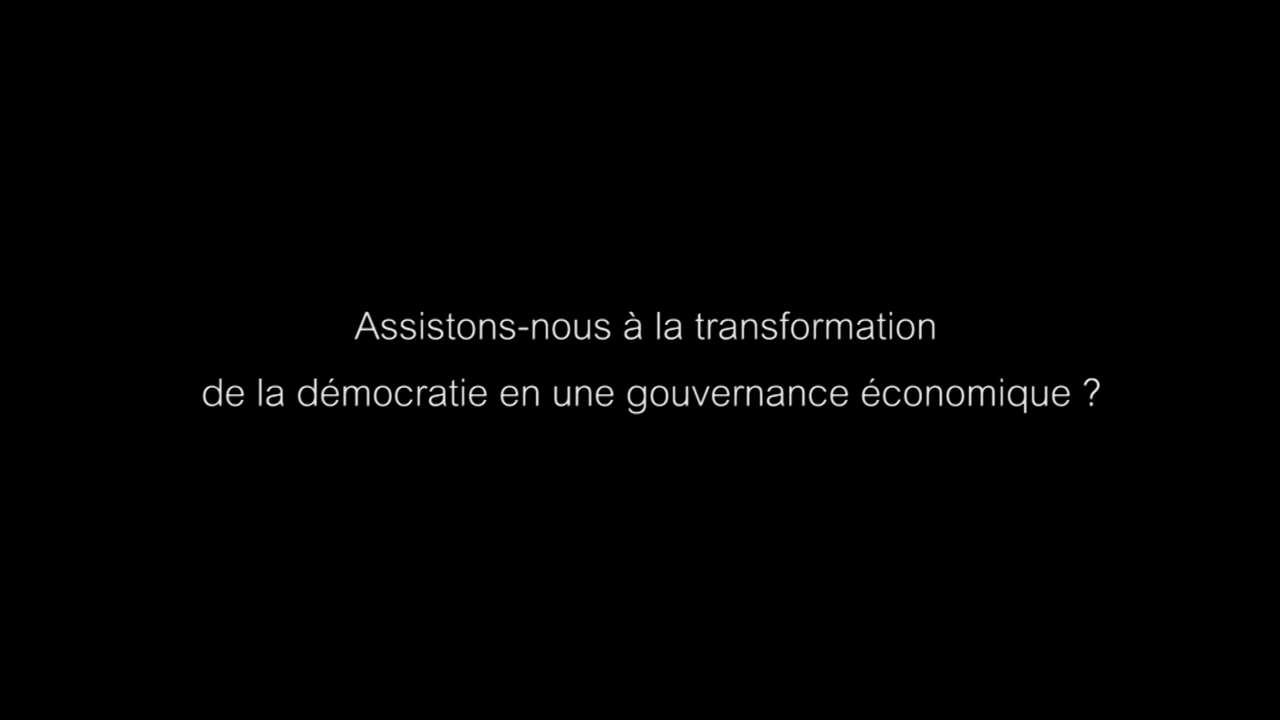 Assistons-nous à la transformation
de la démocratie en une gouvernance économique ?